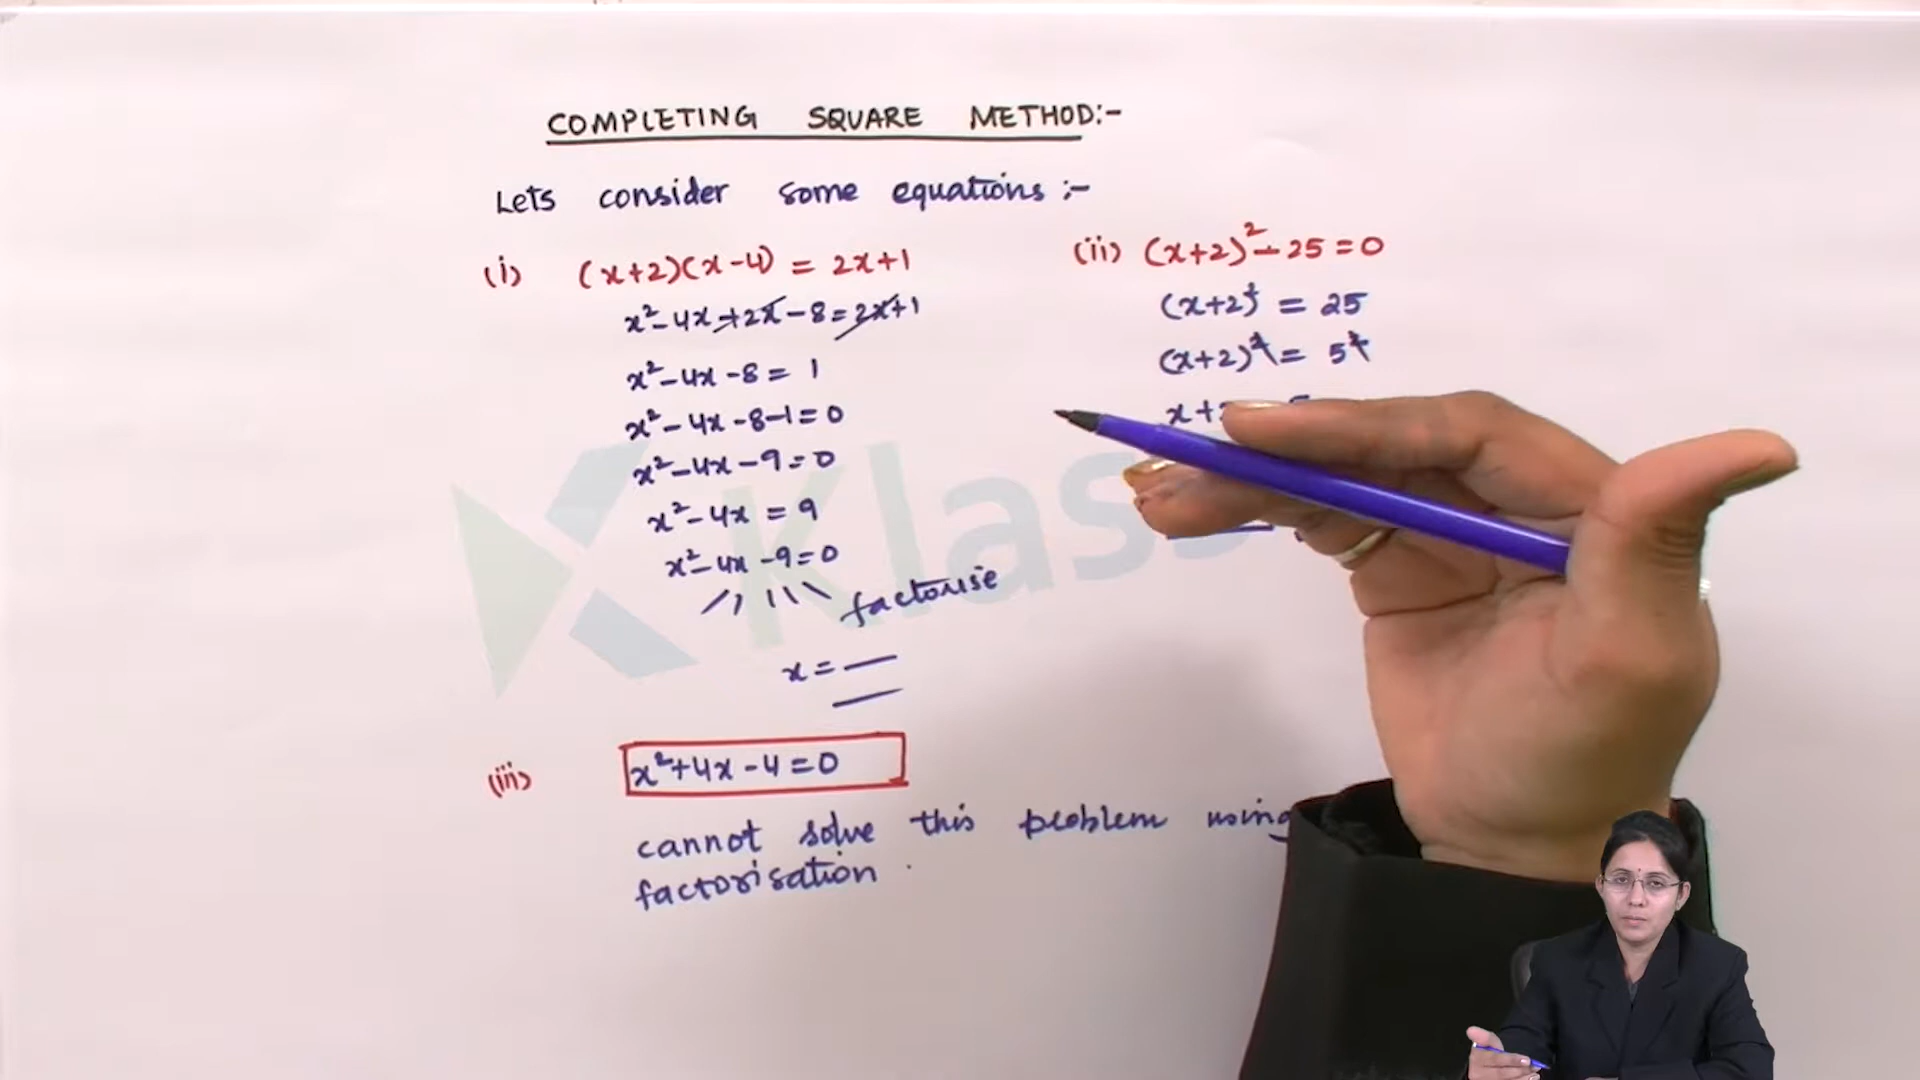 COMPLETING SQUARE METHOD:-
Lets consider some equations :-
(i) (x+2)(x-4) = 2x+1
x²-4x+2x-8=2x+1
x²-4x-8= 1
x²-4x-8-1=0
x²-4x-9=0
x²-4x = 9
x²-4x-9=0
factorise
x=
(ii) (x+2)²-25=0
(x+2)² = 25
(x+2)² = 5²
(iii) x²+4x-4=0
cannot solve this problem using
factorisation.
Klass